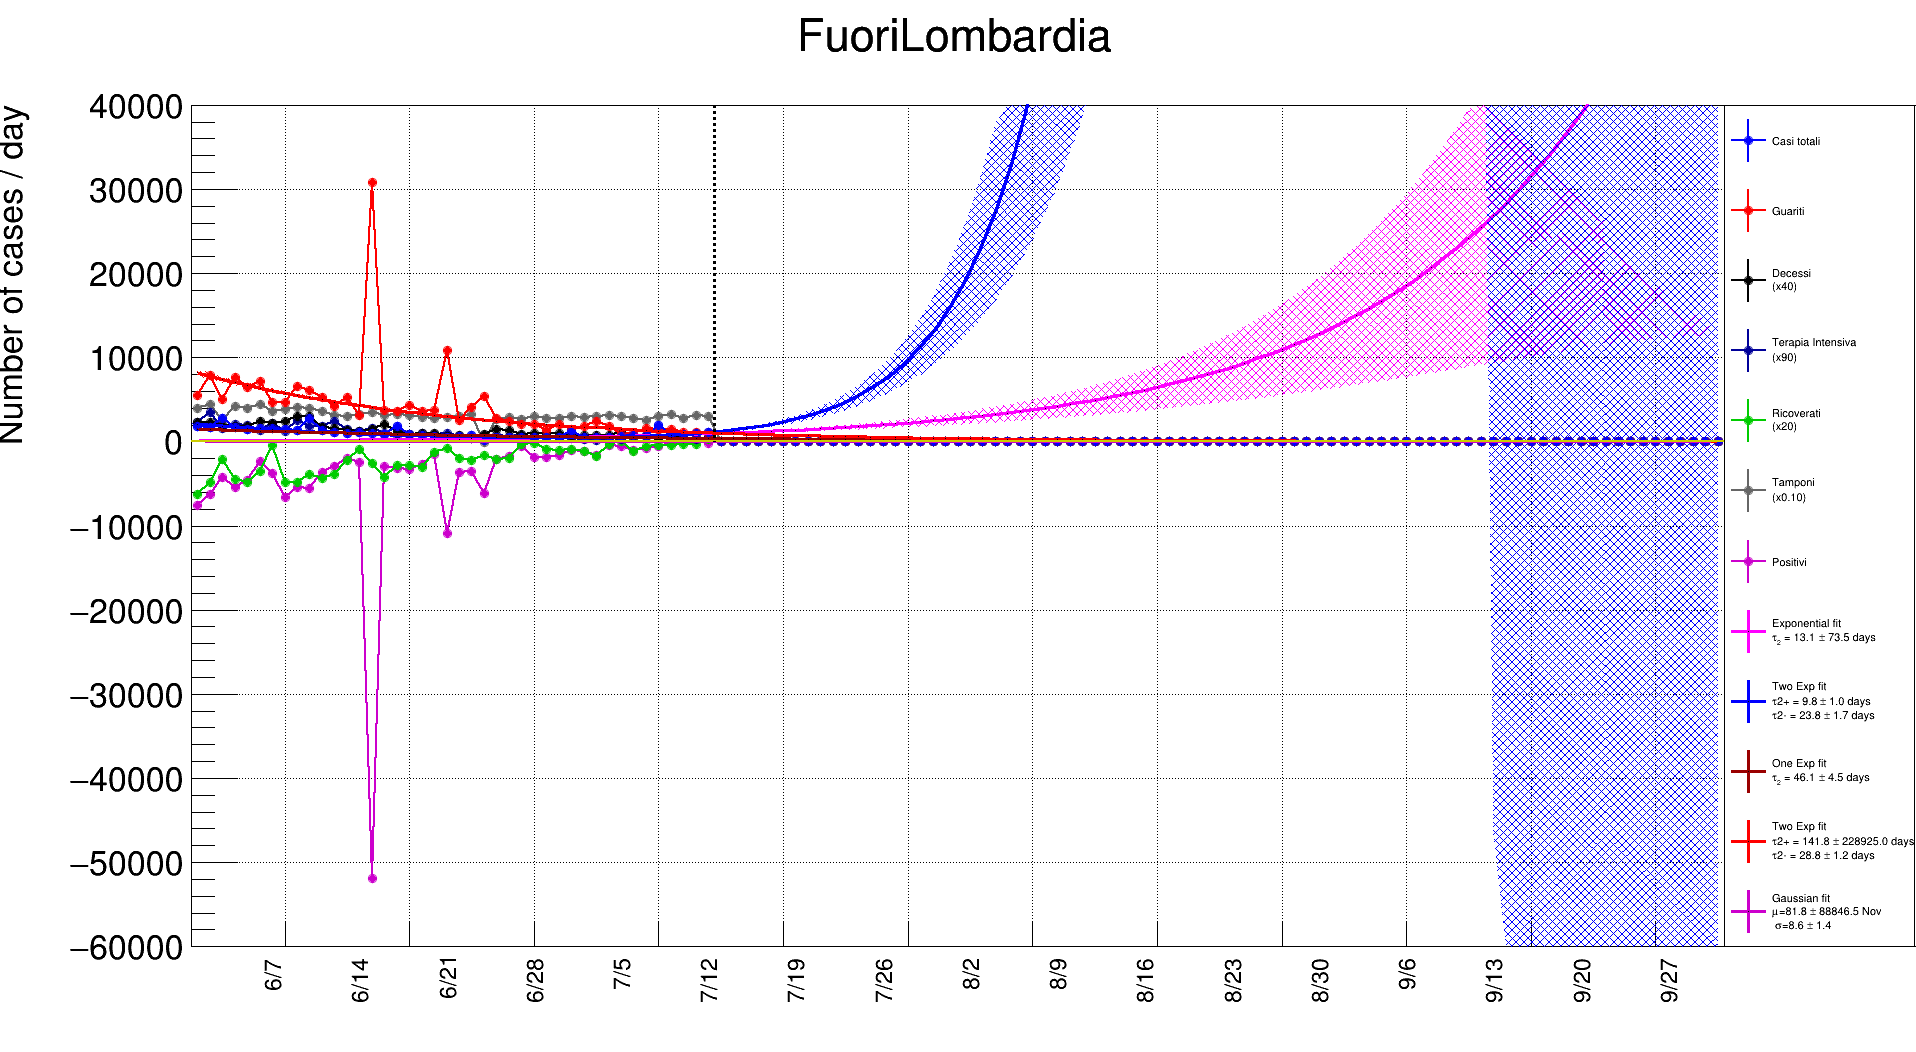 FuoriLombardia
Number of cases / day
40000
30000
20000
10000
0
−10000
−20000
−30000
−40000
−50000
−60000
6/7
6/14
6/21
6/28
7/5
7/12
7/19
7/26
8/2
8/9
8/16
8/23
8/30
9/6
9/13
9/20
9/27
Casi totali
Guariti
Decessi
(x40)
Terapia Intensiva
(x90)
Ricoverati
(x20)
Tamponi
(x0.10)
Positivi
Exponential fit
τ2 = 13.1 ± 73.5 days
Two Exp fit
τ2+ = 9.8 ± 1.0 days
τ2- = 23.8 ± 1.7 days
One Exp fit
τ2 = 46.1 ± 4.5 days
Two Exp fit
τ2+ = 141.8 ± 228925.0 days
τ2- = 28.8 ± 1.2 days
Gaussian fit
μ=81.8 ± 88846.5 Nov
σ=8.6 ± 1.4